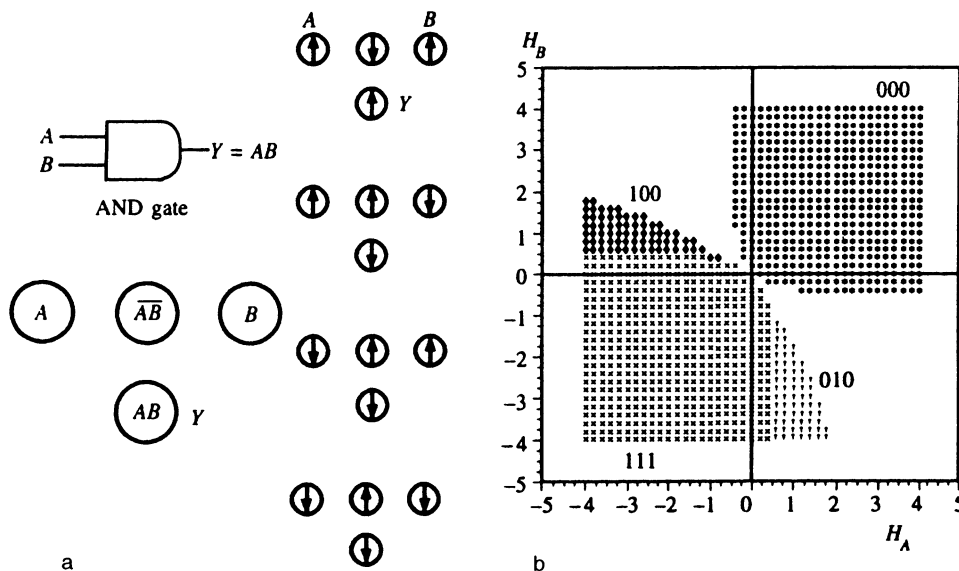 A B
Y
A
B
Y = AB
AND gate
A \overline{AB} B
AB Y
a
H_B
5
4
3
2
1
0
−1
−2
−3
−4
−5
000
100
010
111
−5 −4 −3 −2 −1 0 1 2 3 4 5
H_A
b